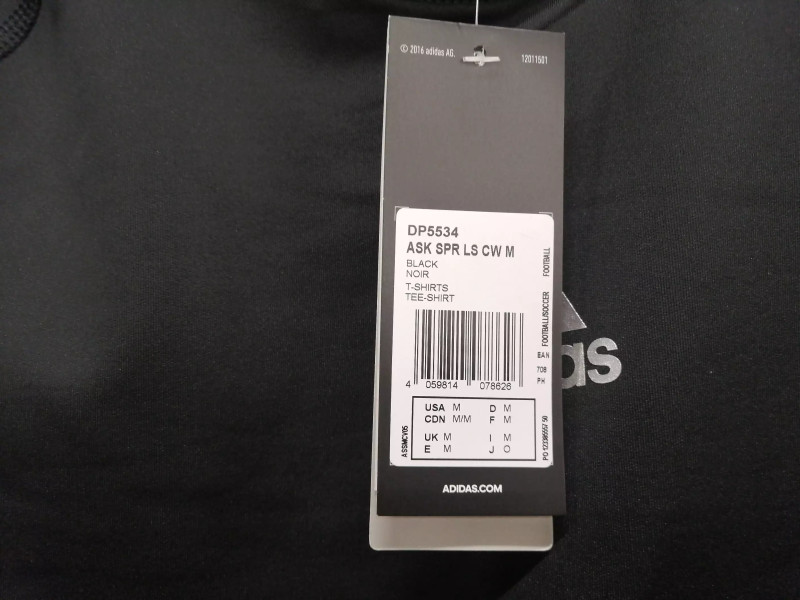 © 2016 adidas AG.
12011501
DP5534
ASK SPR LS CW M
BLACK
NOIR
T-SHIRTS
TEE-SHIRT
FOOTBALL/SOCCER FOOTBALL
EAN
708
PH
4 059814 078626
USA M D M
CDN M/M F M
UK M I M
E M J O
ASSMCV05
ADIDAS.COM
das